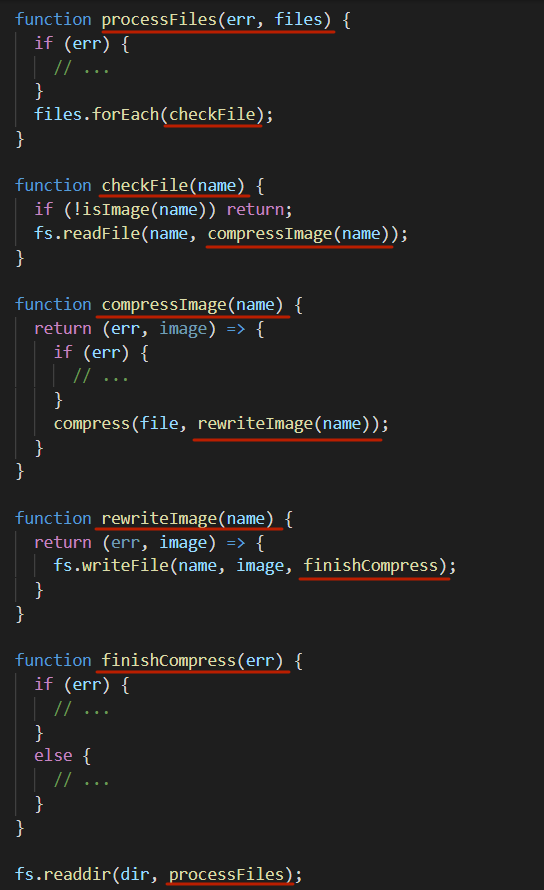 function processFiles(err, files) {
  if (err) {
    // ...
  }
  files.forEach(checkFile);
}

function checkFile(name) {
  if (!isImage(name)) return;
  fs.readFile(name, compressImage(name));
}

function compressImage(name) {
  return (err, image) => {
    if (err) {
      // ...
    }
    compress(file, rewriteImage(name));
  }
}

function rewriteImage(name) {
  return (err, image) => {
    fs.writeFile(name, image, finishCompress);
  }
}

function finishCompress(err) {
  if (err) {
    // ...
  }
  else {
    // ...
  }
}

fs.readdir(dir, processFiles);